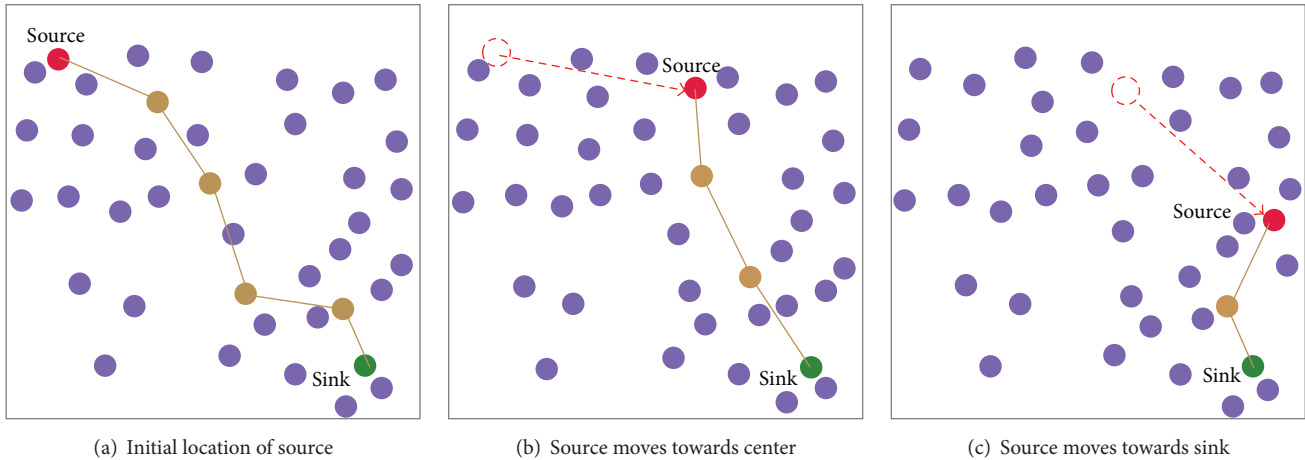 Source
Sink
(a) Initial location of source
Source
Sink
(b) Source moves towards center
Source
Sink
(c) Source moves towards sink